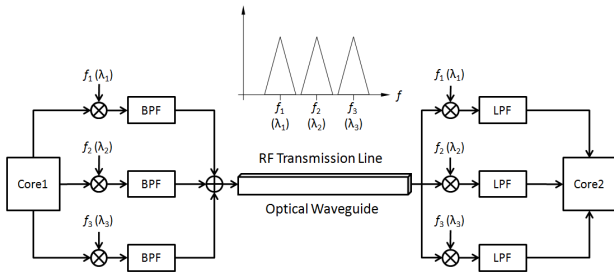 f
f₁ f₂ f₃
(λ₁) (λ₂) (λ₃)
f₁ (λ₁)
BPF
f₂ (λ₂)
Core1
BPF
f₃ (λ₃)
BPF
RF Transmission Line
Optical Waveguide
f₁ (λ₁)
LPF
f₂ (λ₂)
LPF
Core2
f₃ (λ₃)
LPF